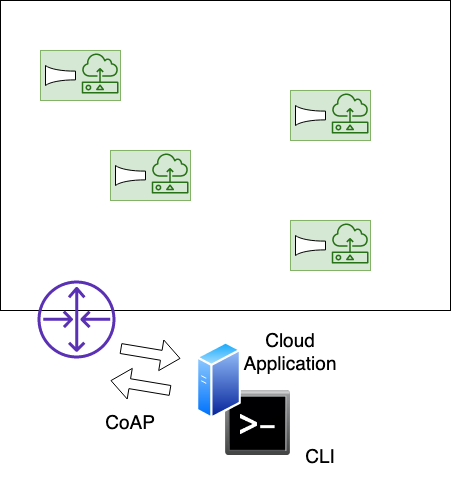 Cloud
Application
CoAP
>_
CLI